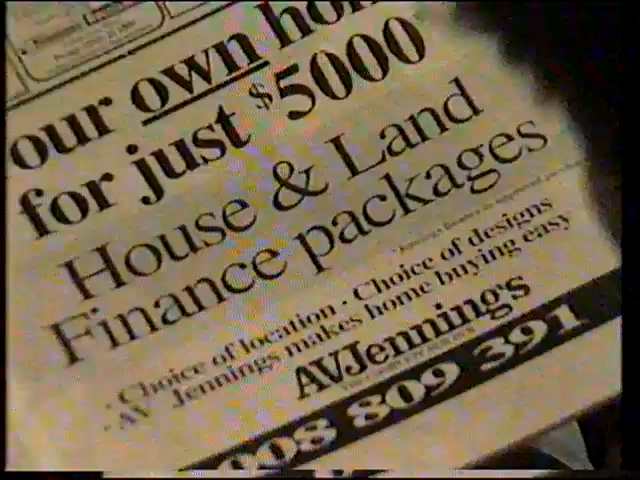 our own hom
for just $5000
House & Land
Finance packages
· Choice of location · Choice of designs
· AV Jennings makes home buying easy
AVJennings
008 809 391